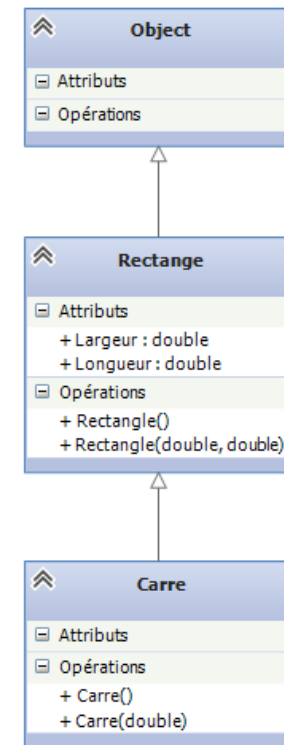 Object
Attributs
Opérations
Rectange
Attributs
+ Largeur : double
+ Longueur : double
Opérations
+ Rectangle()
+ Rectangle(double, double)
Carre
Attributs
Opérations
+ Carre()
+ Carre(double)